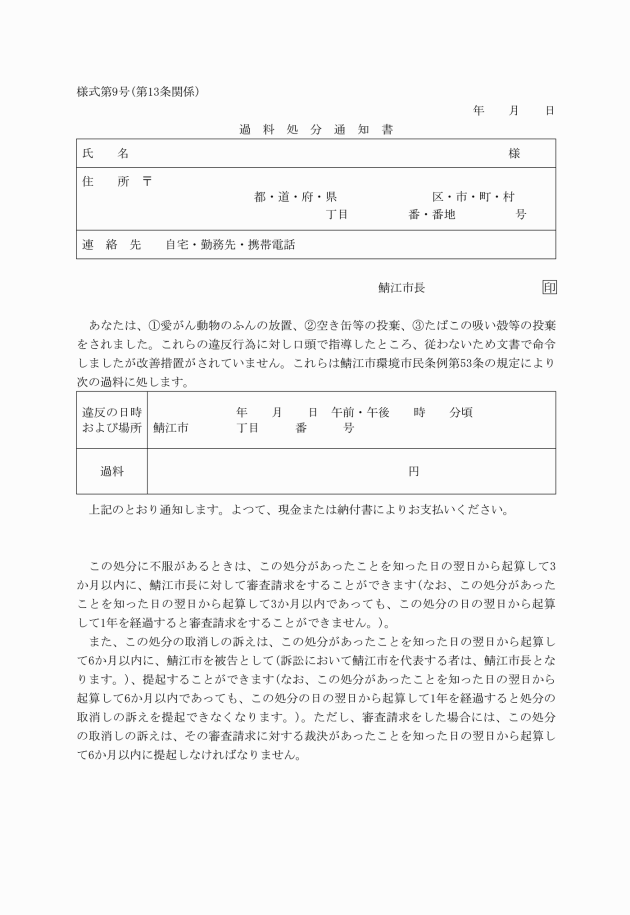 様式第9号(第13条関係)
年　　月　　日
過　料　処　分　通　知　書
氏　　名　　　　　　　　　　　　　　　　様
住　　所　〒
都・道・府・県　　　　　　　　区・市・町・村
丁目　　　　　番・番地　　　　　号
連　絡　先　　自宅・勤務先・携帯電話
鯖江市長　　　　　　　　　　印
あなたは、①愛がん動物のふんの放置、②空き缶等の投棄、③たばこの吸い殻等の投棄
をされました。これらの違反行為に対し口頭で指導したところ、従わないため文書で命令
しましたが改善措置がされていません。これらは鯖江市環境市民条例第53条の規定により
次の過料に処します。
違反の日時　　　　　　　　年　　月　　日　午前・午後　　時　　分頃
および場所　鯖江市　　　　丁目　　　番　　　号
過料　　　　　　　　　　　　　円
上記のとおり通知します。よつて、現金または納付書によりお支払いください。
この処分に不服があるときは、この処分があったことを知った日の翌日から起算して3
か月以内に、鯖江市長に対して審査請求をすることができます(なお、この処分があった
ことを知った日の翌日から起算して3か月以内であっても、この処分の日の翌日から起算
して1年を経過すると審査請求をすることができません。)。
また、この処分の取消しの訴えは、この処分があったことを知った日の翌日から起算し
て6か月以内に、鯖江市を被告として(訴訟において鯖江市を代表する者は、鯖江市長とな
ります。)、提起することができます(なお、この処分があったことを知った日の翌日から
起算して6か月以内であっても、この処分の日の翌日から起算して1年を経過すると処分の
取消しの訴えを提起できなくなります。)。ただし、審査請求をした場合には、この処分
の取消しの訴えは、その審査請求に対する裁決があったことを知った日の翌日から起算し
て6か月以内に提起しなければなりません。